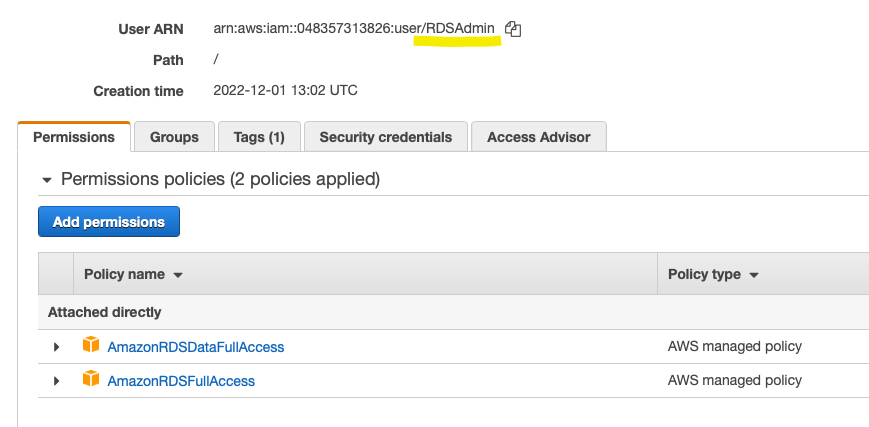 User ARN arn:aws:iam::048357313826:user/RDSAdmin
Path /
Creation time 2022-12-01 13:02 UTC
Permissions Groups Tags (1) Security credentials Access Advisor
Permissions policies (2 policies applied)
Add permissions
Policy name Policy type
Attached directly
AmazonRDSDataFullAccess AWS managed policy
AmazonRDSFullAccess AWS managed policy